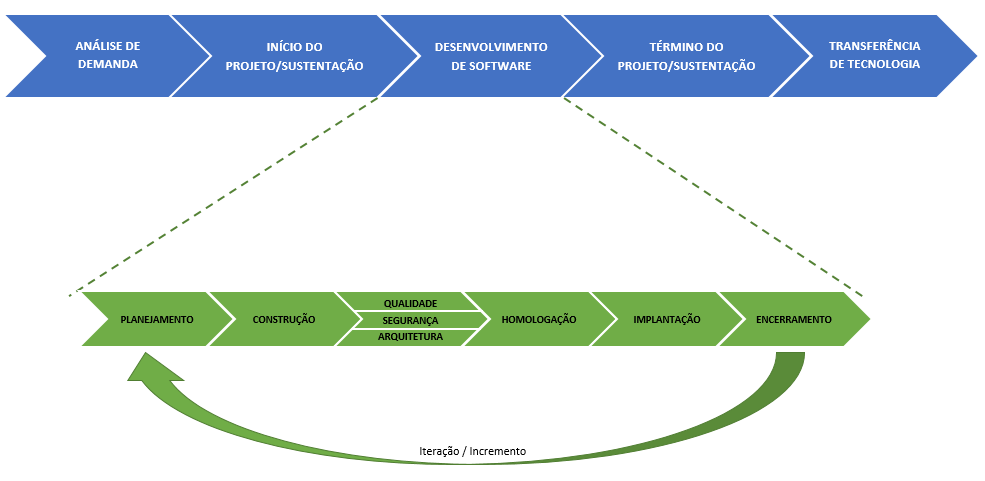 ANÁLISE DE
DEMANDA
INÍCIO DO
PROJETO/SUSTENTAÇÃO
DESENVOLVIMENTO
DE SOFTWARE
TÉRMINO DO
PROJETO/SUSTENTAÇÃO
TRANSFERÊNCIA
DE TECNOLOGIA
PLANEJAMENTO
CONSTRUÇÃO
QUALIDADE
SEGURANÇA
ARQUITETURA
HOMOLOGAÇÃO
IMPLANTAÇÃO
ENCERRAMENTO
Iteração / Incremento